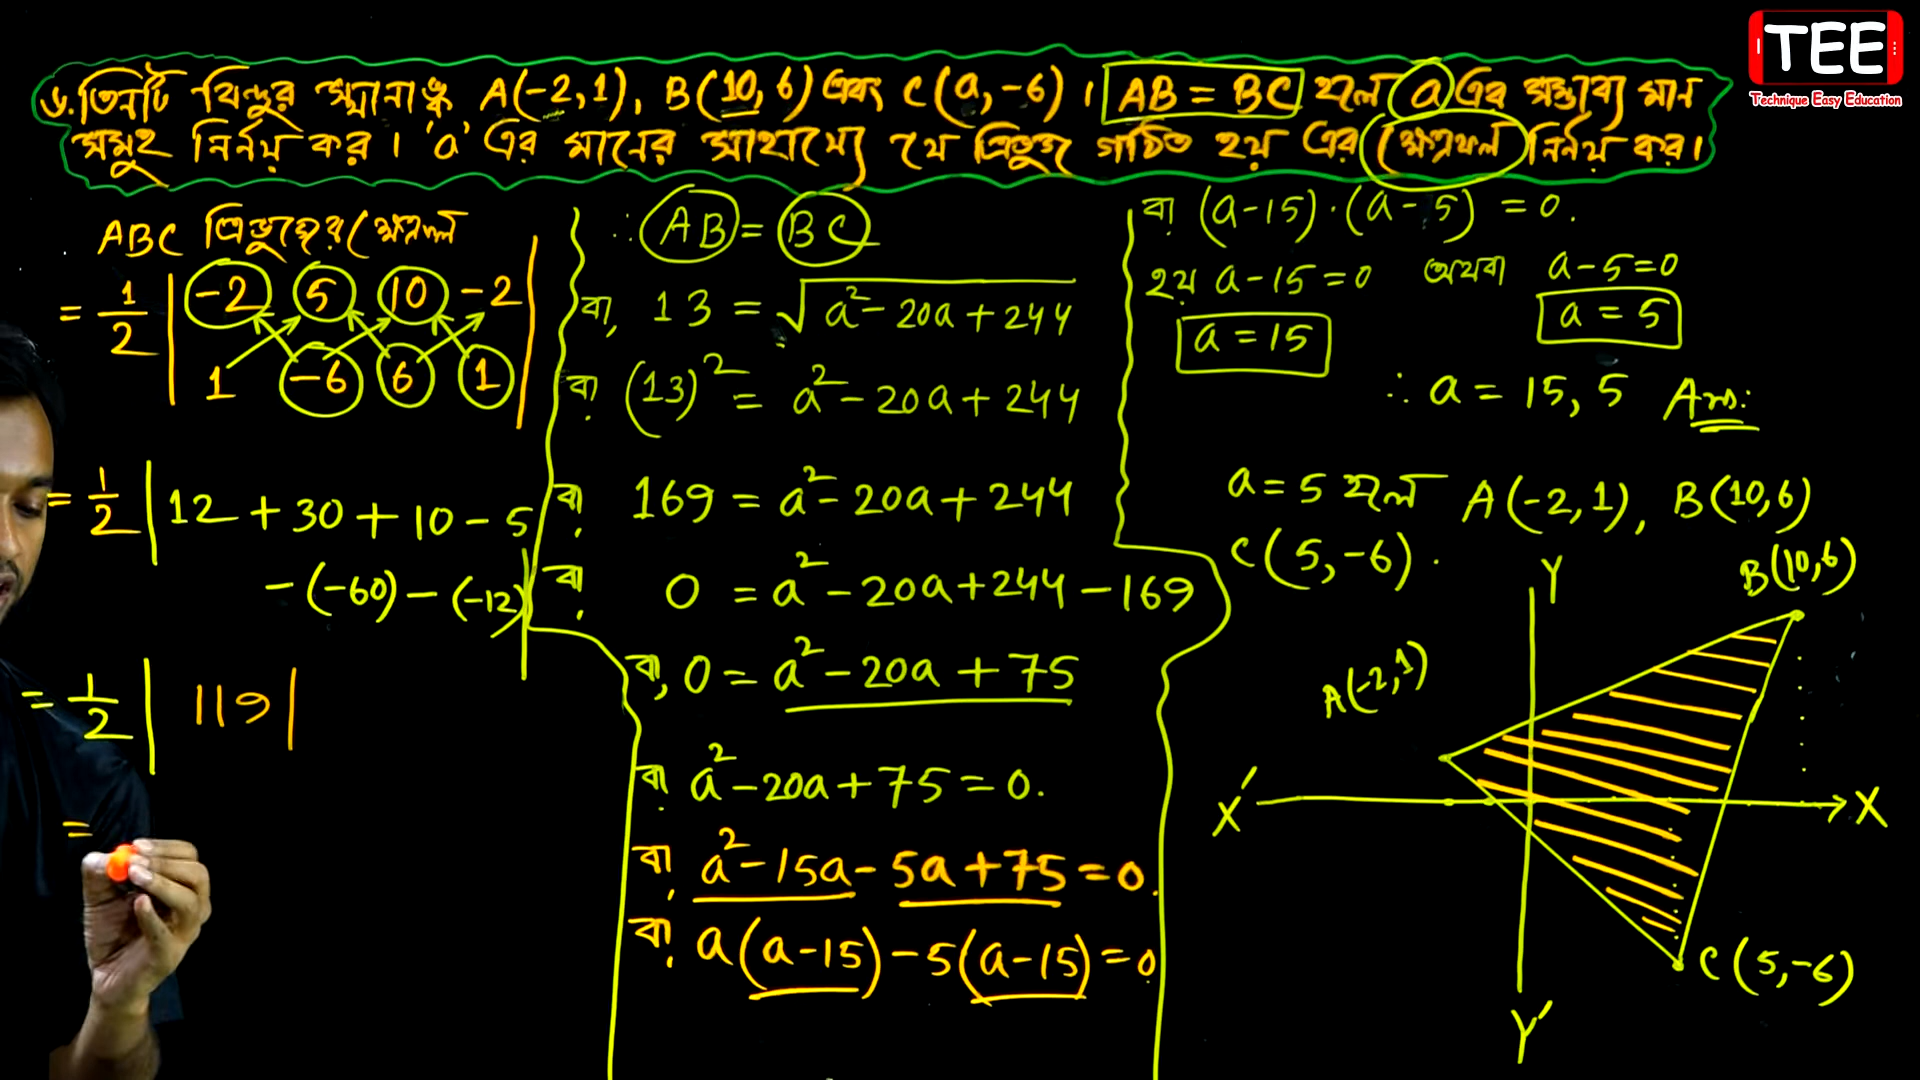 TEE
Technique Easy Education
৬. তিনটি বিন্দুর স্থানাঙ্ক A(-2,1), B(10,6) এবং C(a,-6) । AB = BC হলে a এর সম্ভাব্য মান
সমূহ নির্নয় কর। 'a' এর মানের সাহায্যে যে ত্রিভুজ গঠিত হয় এর ক্ষেত্রফল নির্নয় কর।
ABC ত্রিভুজের ক্ষেত্রফল
= 1/2 | -2 5 10 -2 |
1 -6 6 1
= 1/2 | 12 + 30 + 10 - 5
- (-60) - (-12) |
= 1/2 | 119 |
=
∴ AB = BC
বা, 13 = √a² - 20a + 244
বা, (13)² = a² - 20a + 244
বা, 169 = a² - 20a + 244
বা, 0 = a² - 20a + 244 - 169
বা, 0 = a² - 20a + 75
বা, a² - 20a + 75 = 0.
বা, a² - 15a - 5a + 75 = 0.
বা, a(a-15) - 5(a-15) = 0
বা (a-15)·(a-5) = 0.
হয় a-15=0 অথবা a-5=0
a = 15 a = 5
∴ a = 15, 5 Ans:
a = 5 হলে A(-2,1), B(10,6)
C(5,-6).
Y
B(10,6)
A(-2,1)
X' X
C(5,-6)
Y'